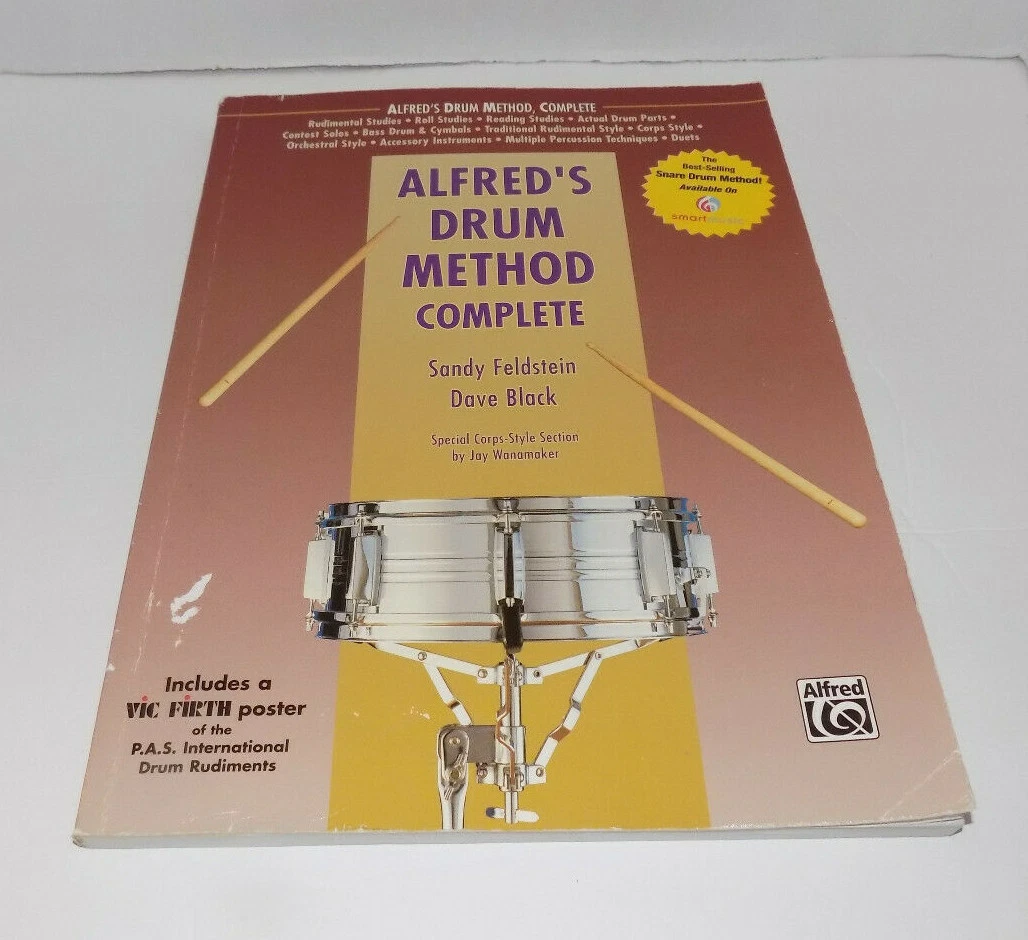 ALFRED'S DRUM METHOD, COMPLETE
Rudimental Studies • Roll Studies • Reading Studies • Actual Drum Parts •
Contest Solos • Bass Drum & Cymbals • Traditional Rudimental Style • Corps Style •
Orchestral Style • Accessory Instruments • Multiple Percussion Techniques • Duets
The
Best-Selling
Snare Drum Method!
Available On
smartmusic
ALFRED'S
DRUM
METHOD
COMPLETE
Sandy Feldstein
Dave Black
Special Corps-Style Section
by Jay Wanamaker
Includes a
VIC FIRTH poster
of the
P.A.S. International
Drum Rudiments
Alfred